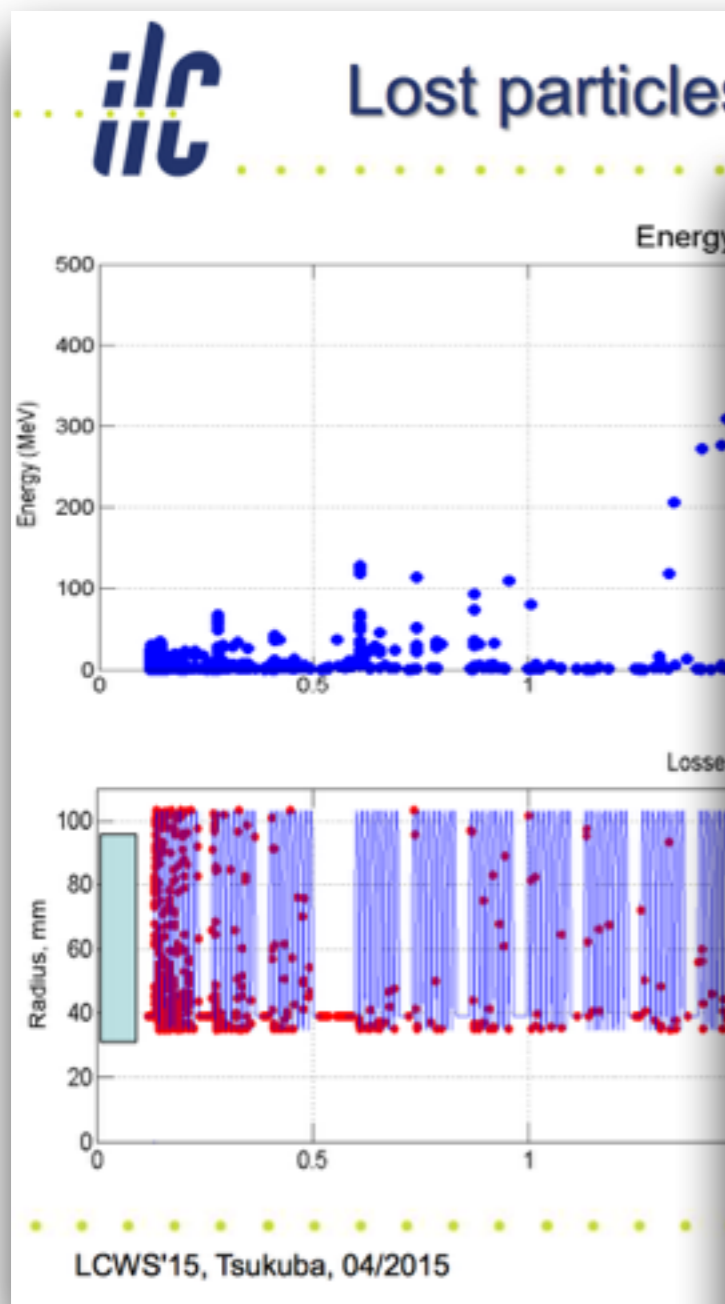 ilc
Lost particles
Energy
500
400
300
200
100
0
Energy (MeV)
0 0.5 1
Losse
100
80
60
40
20
0
Radius, mm
0 0.5 1
LCWS'15, Tsukuba, 04/2015